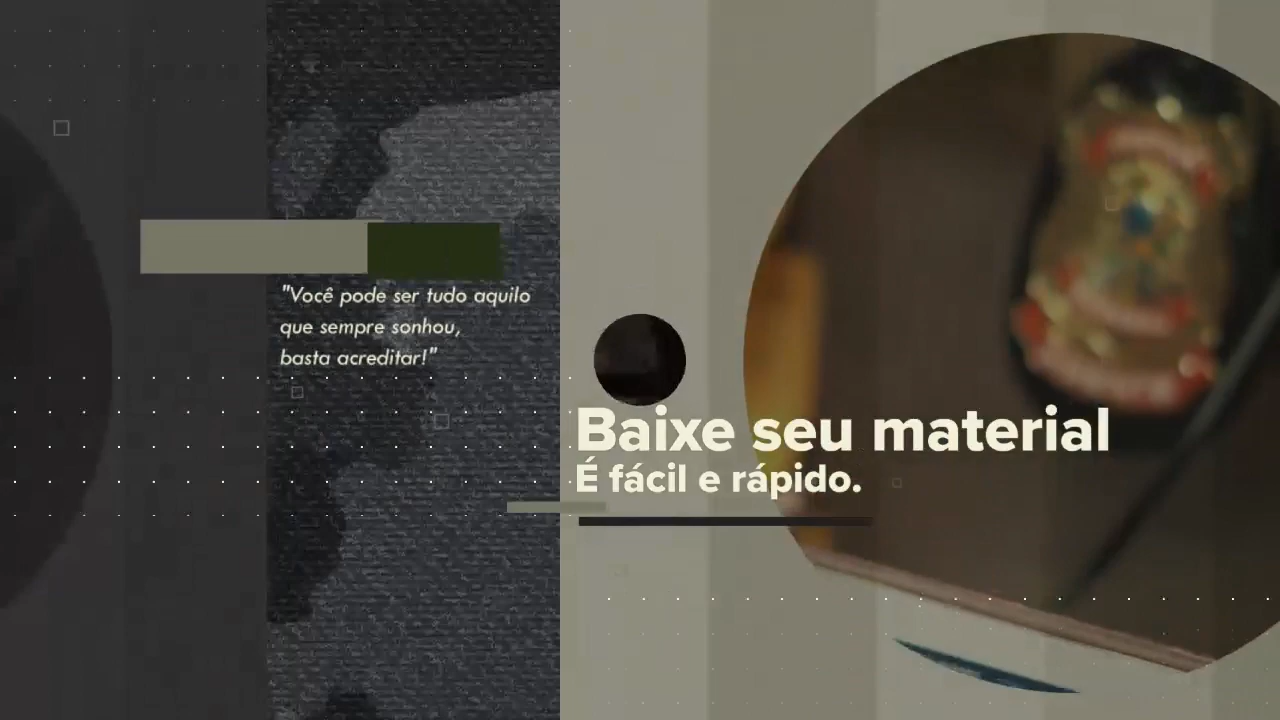 "Você pode ser tudo aquilo
que sempre sonhou,
basta acreditar!"
Baixe seu material
É fácil e rápido.